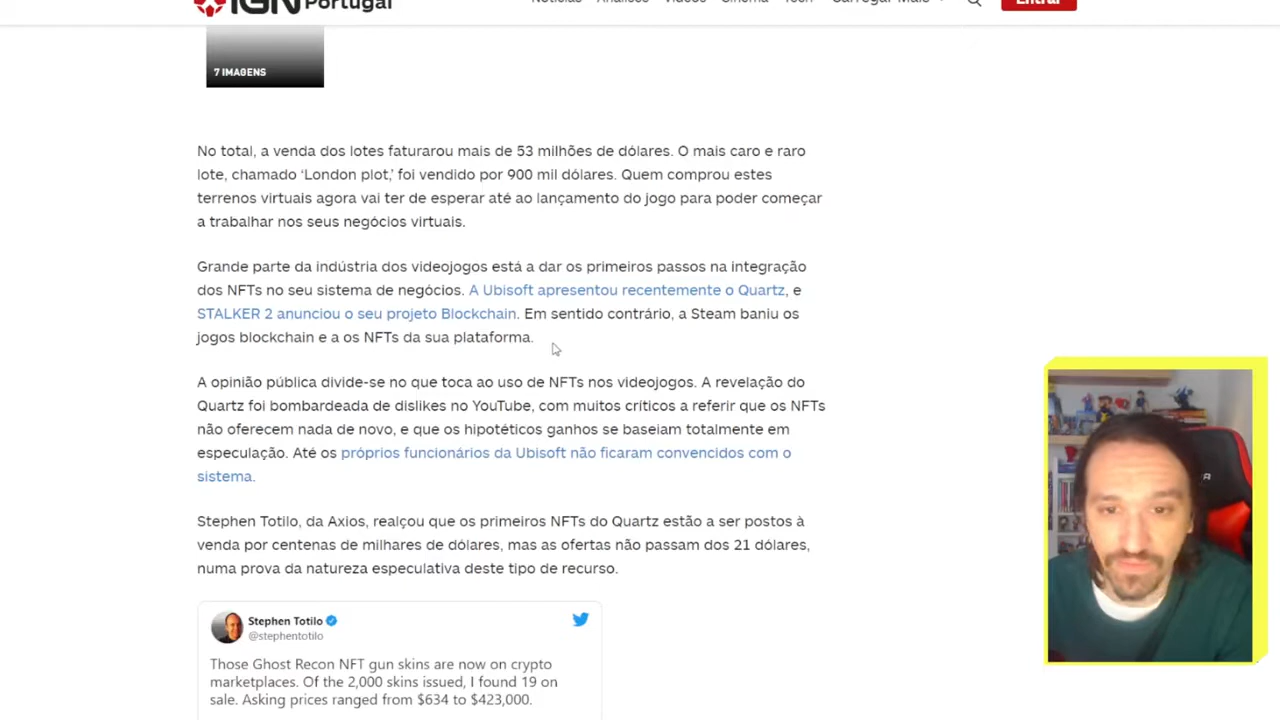 IGN Portugal
Notícias Análises Vídeos Cinema Tech Carregar Mais Entrar
7 IMAGENS
No total, a venda dos lotes faturarou mais de 53 milhões de dólares. O mais caro e raro
lote, chamado ‘London plot,’ foi vendido por 900 mil dólares. Quem comprou estes
terrenos virtuais agora vai ter de esperar até ao lançamento do jogo para poder começar
a trabalhar nos seus negócios virtuais.
Grande parte da indústria dos videojogos está a dar os primeiros passos na integração
dos NFTs no seu sistema de negócios. A Ubisoft apresentou recentemente o Quartz, e
STALKER 2 anunciou o seu projeto Blockchain. Em sentido contrário, a Steam baniu os
jogos blockchain e a os NFTs da sua plataforma.
A opinião pública divide-se no que toca ao uso de NFTs nos videojogos. A revelação do
Quartz foi bombardeada de dislikes no YouTube, com muitos críticos a referir que os NFTs
não oferecem nada de novo, e que os hipotéticos ganhos se baseiam totalmente em
especulação. Até os próprios funcionários da Ubisoft não ficaram convencidos com o
sistema.
Stephen Totilo, da Axios, realçou que os primeiros NFTs do Quartz estão a ser postos à
venda por centenas de milhares de dólares, mas as ofertas não passam dos 21 dólares,
numa prova da natureza especulativa deste tipo de recurso.
Stephen Totilo
@stephentotilo
Those Ghost Recon NFT gun skins are now on crypto
marketplaces. Of the 2,000 skins issued, I found 19 on
sale. Asking prices ranged from $634 to $423,000.